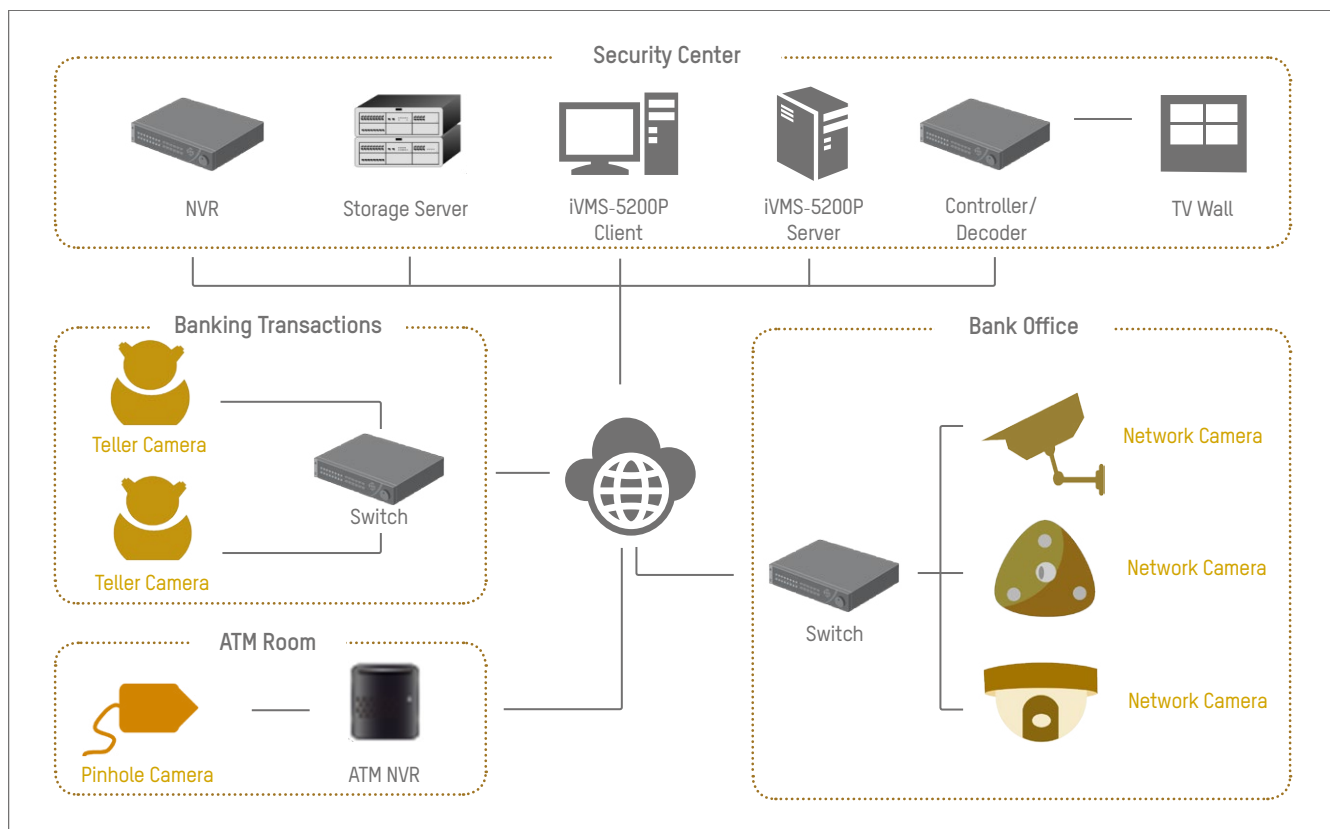 Security Center
NVR
Storage Server
iVMS-5200P
Client
iVMS-5200P
Server
Controller/
Decoder
TV Wall
Banking Transactions
Teller Camera
Teller Camera
Switch
ATM Room
Pinhole Camera
ATM NVR
Bank Office
Switch
Network Camera
Network Camera
Network Camera